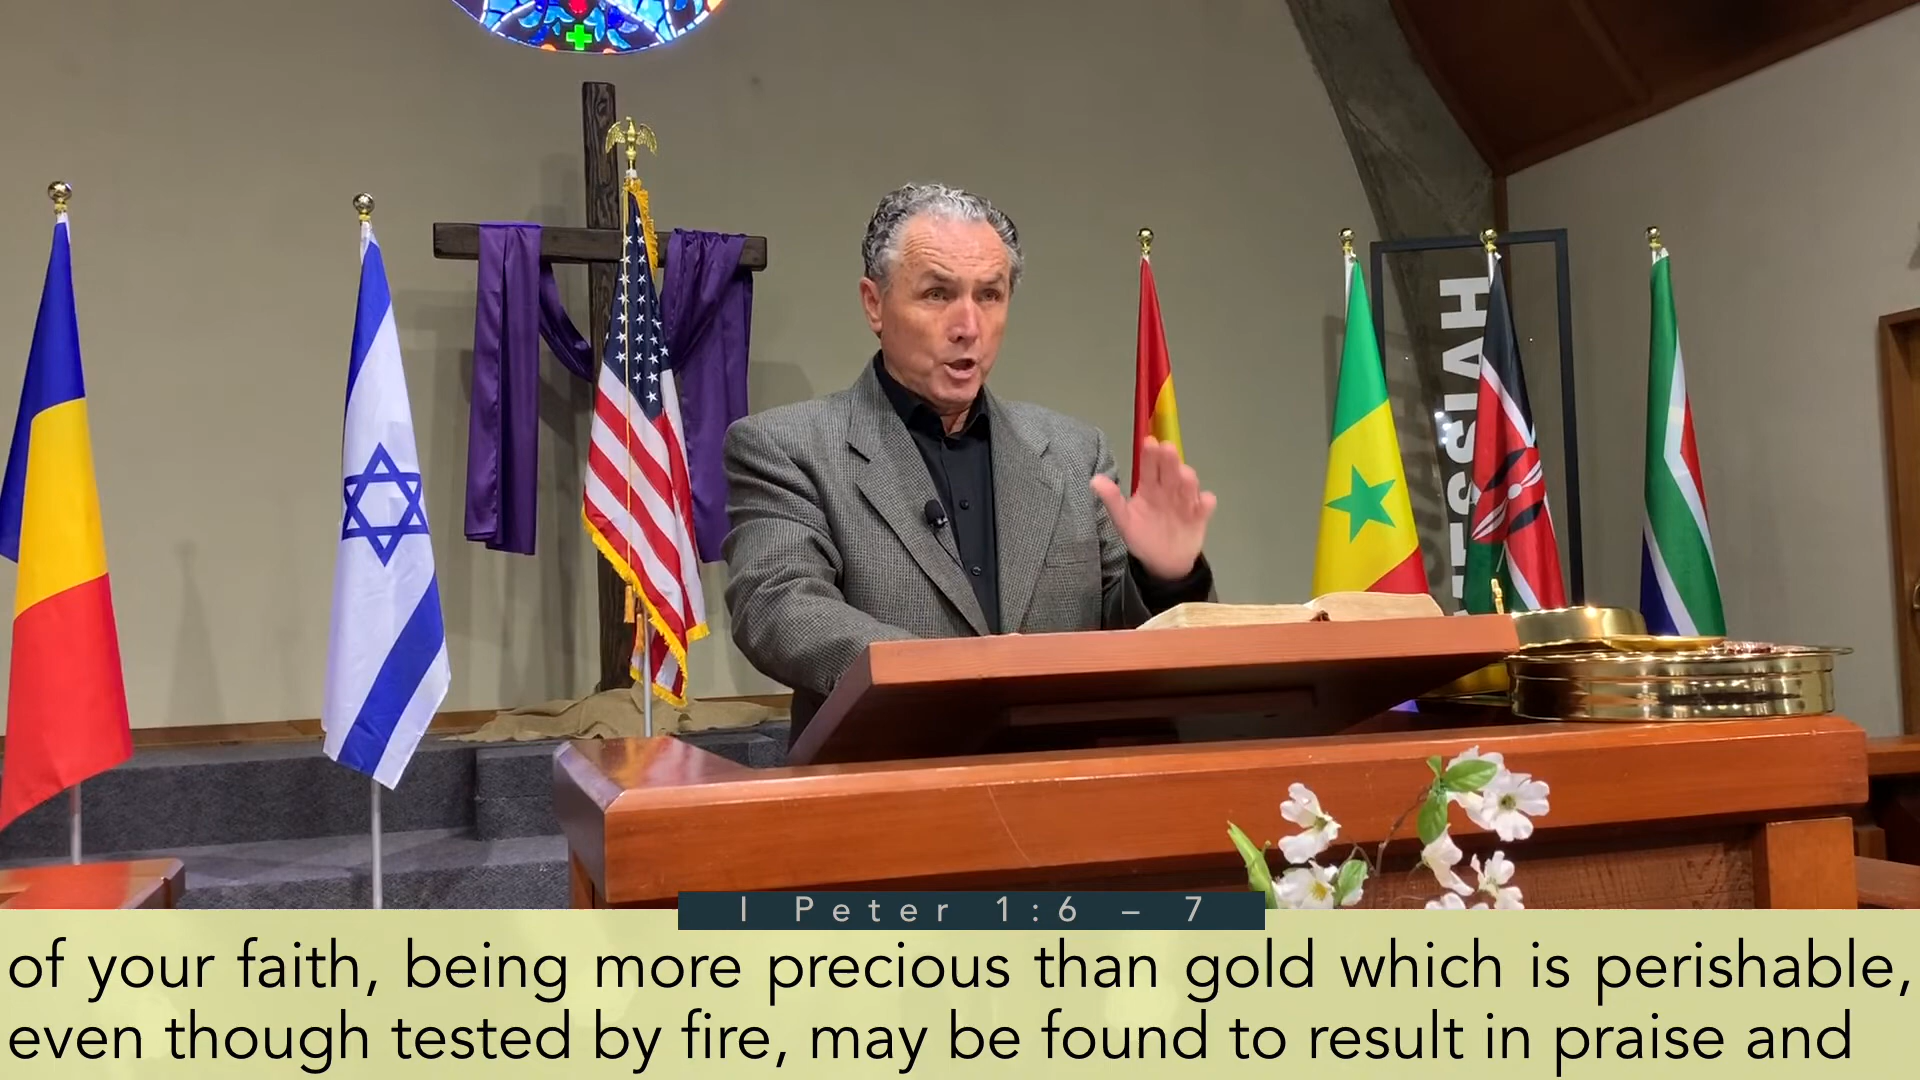 MESSIAH
I Peter 1:6 – 7
of your faith, being more precious than gold which is perishable,
even though tested by fire, may be found to result in praise and